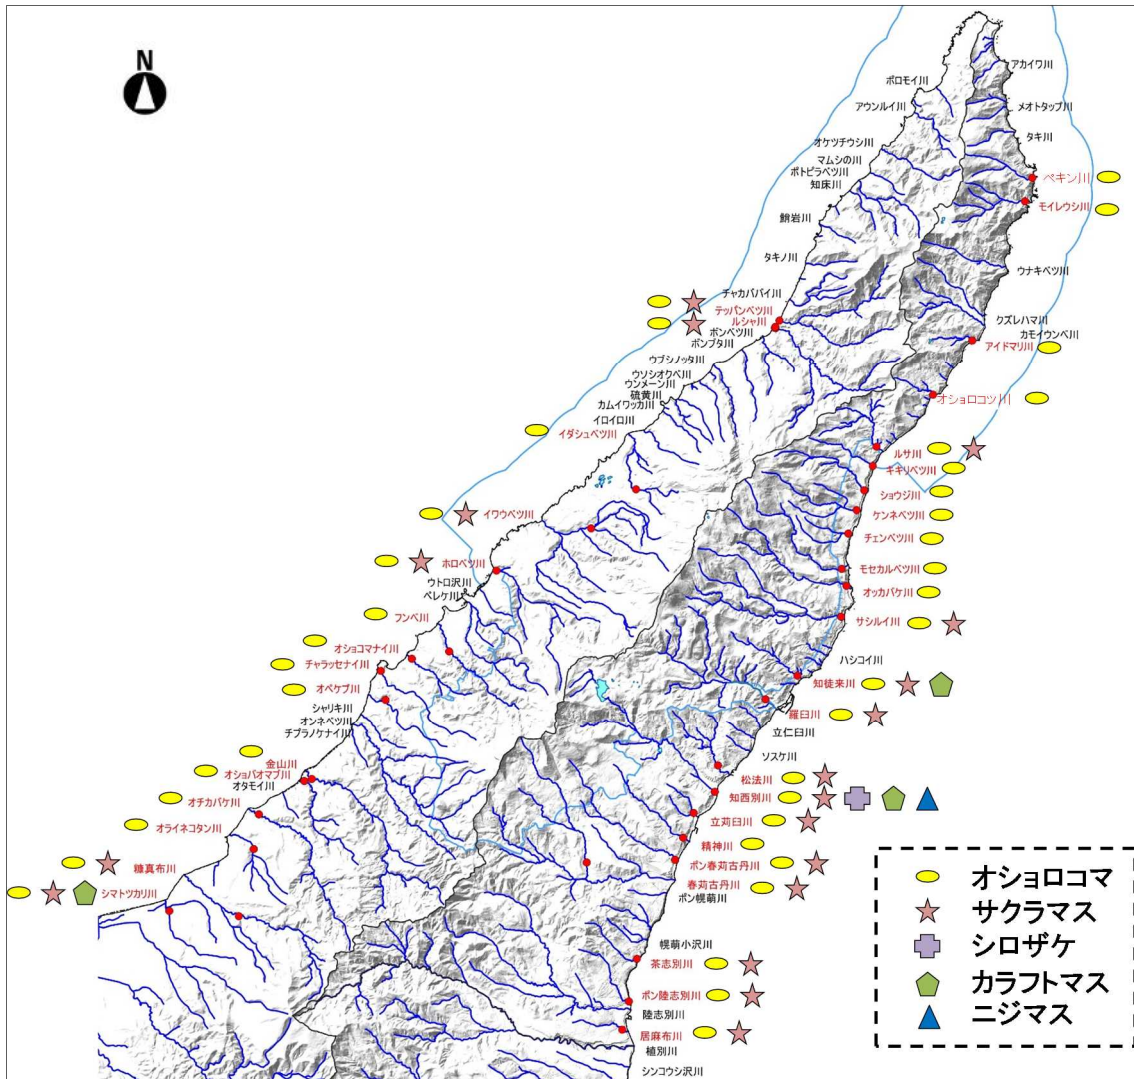 N
アカイワ川
ポロモイ川
アウンルイ川
メオトタップ川
タキ川
オケツチウシ川
マムシの川
ポトピラベツ川
知床川
ペキン川
モイレウシ川
鮹岩川
タキノ川
ウナキベツ川
チャカババイ川
テッパンベツ川
ルシャ川
ポンベツ川
ポンプタ川
クズレハマ川
カモイウンベ川
アイドマリ川
ウブシノッタ川
ウソシオクベ川
ウンメーン川
硫黄川
カムイワッカ川
オショロコツ川
イロイロ川
イダシュベツ川
ルサ川
キキリベツ川
ショウジ川
イワウベツ川
ケンネベツ川
チエンベツ川
ホロベツ川
モセカルベツ川
ウトロ沢川
ペレケ川
オッカバケ川
フンベ川
サシルイ川
オショコマナイ川
チャラッセナイ川
ハシコイ川
オペケプ川
知徒来川
シャリキ川
オンネベツ川
チプラノケナイ川
羅臼川
立仁臼川
ソスケ川
金山川
オショパオマブ川
オタモイ川
松法川
オチカバケ川
知西別川
オライネコタン川
立苅臼川
精神川
糠真布川
ポン春苅古丹川
シマトツカリ川
春苅古丹川
ポン幌萌川
幌萌小沢川
茶志別川
ポン陸志別川
陸志別川
居麻布川
植別川
シンコウシ沢川
オショロコマ
サクラマス
シロザケ
カラフトマス
ニジマス